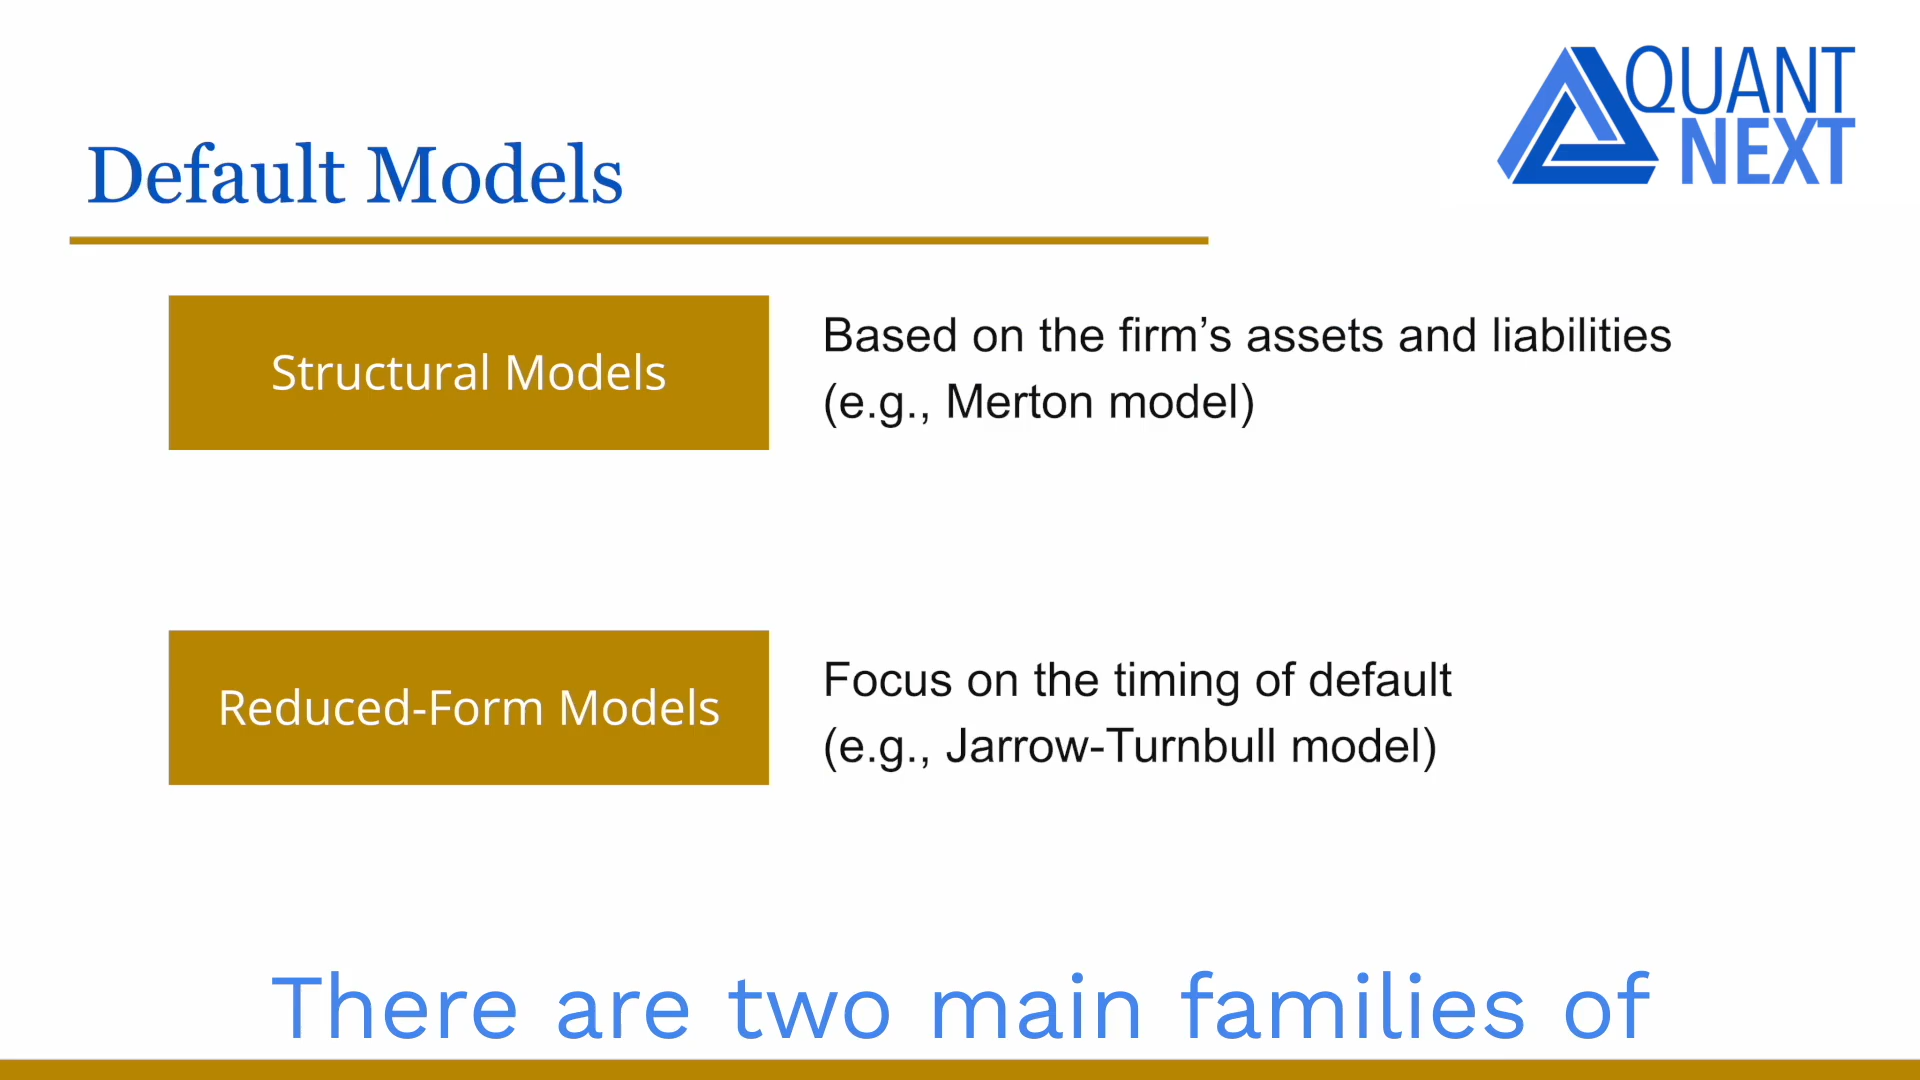 QUANT
NEXT
Default Models
Structural Models
Based on the firm’s assets and liabilities
(e.g., Merton model)
Reduced-Form Models
Focus on the timing of default
(e.g., Jarrow-Turnbull model)
There are two main families of